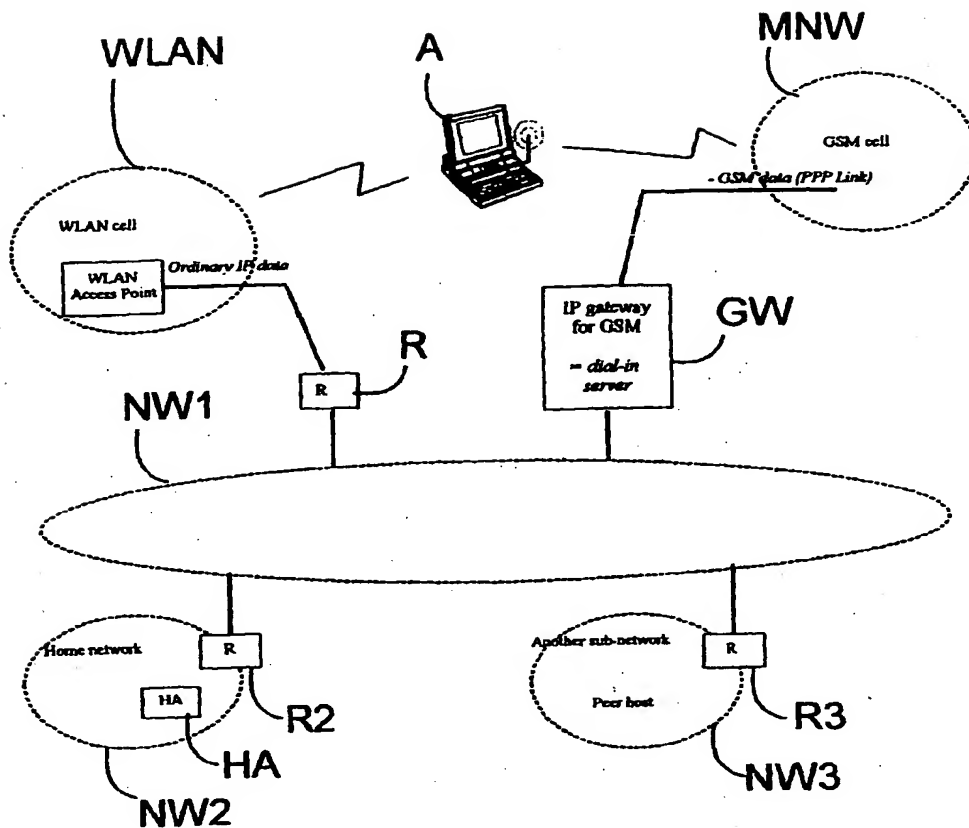 WLAN
A
MNW
GSM cell
- GSM data (PPP Link)
WLAN cell
Ordinary IP data
WLAN
Access Point
IP gateway
for GSM
= dial-in
server
GW
R
R
NW1
Home network
R
HA
R2
HA
NW2
Another sub-network
R
Peer host
R3
NW3